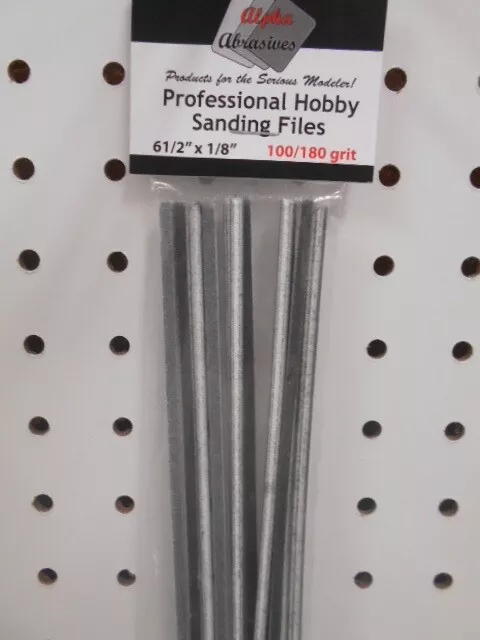 Alpha
Abrasives
Products for the Serious Modeler!
Professional Hobby
Sanding Files
61/2" x 1/8" 100/180 grit